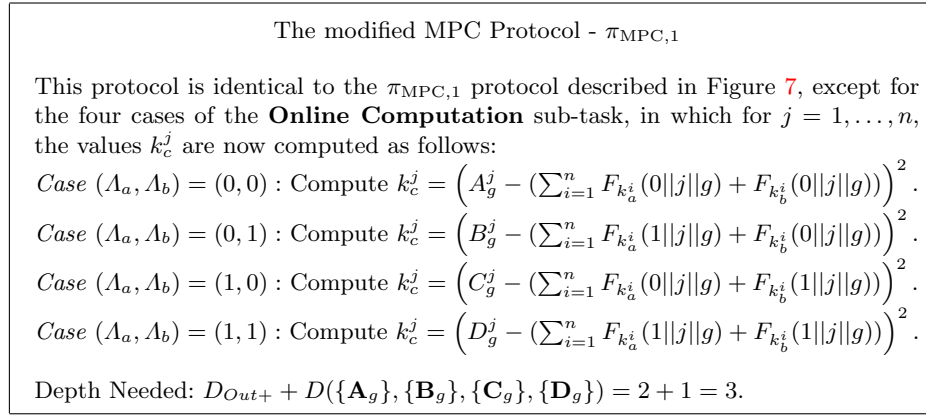 The modified MPC Protocol - π_{MPC,1}
This protocol is identical to the π_{MPC,1} protocol described in Figure 7, except for
the four cases of the Online Computation sub-task, in which for j = 1, . . . , n,
the values k_c^j are now computed as follows:
Case (Λ_a, Λ_b) = (0, 0) : Compute k_c^j = (A_g^j − (∑_{i=1}^n F_{k_a^i}(0||j||g) + F_{k_b^i}(0||j||g)))^2 .
Case (Λ_a, Λ_b) = (0, 1) : Compute k_c^j = (B_g^j − (∑_{i=1}^n F_{k_a^i}(1||j||g) + F_{k_b^i}(0||j||g)))^2 .
Case (Λ_a, Λ_b) = (1, 0) : Compute k_c^j = (C_g^j − (∑_{i=1}^n F_{k_a^i}(0||j||g) + F_{k_b^i}(1||j||g)))^2 .
Case (Λ_a, Λ_b) = (1, 1) : Compute k_c^j = (D_g^j − (∑_{i=1}^n F_{k_a^i}(1||j||g) + F_{k_b^i}(1||j||g)))^2 .
Depth Needed: D_{Out+} + D({A_g}, {B_g}, {C_g}, {D_g}) = 2 + 1 = 3.